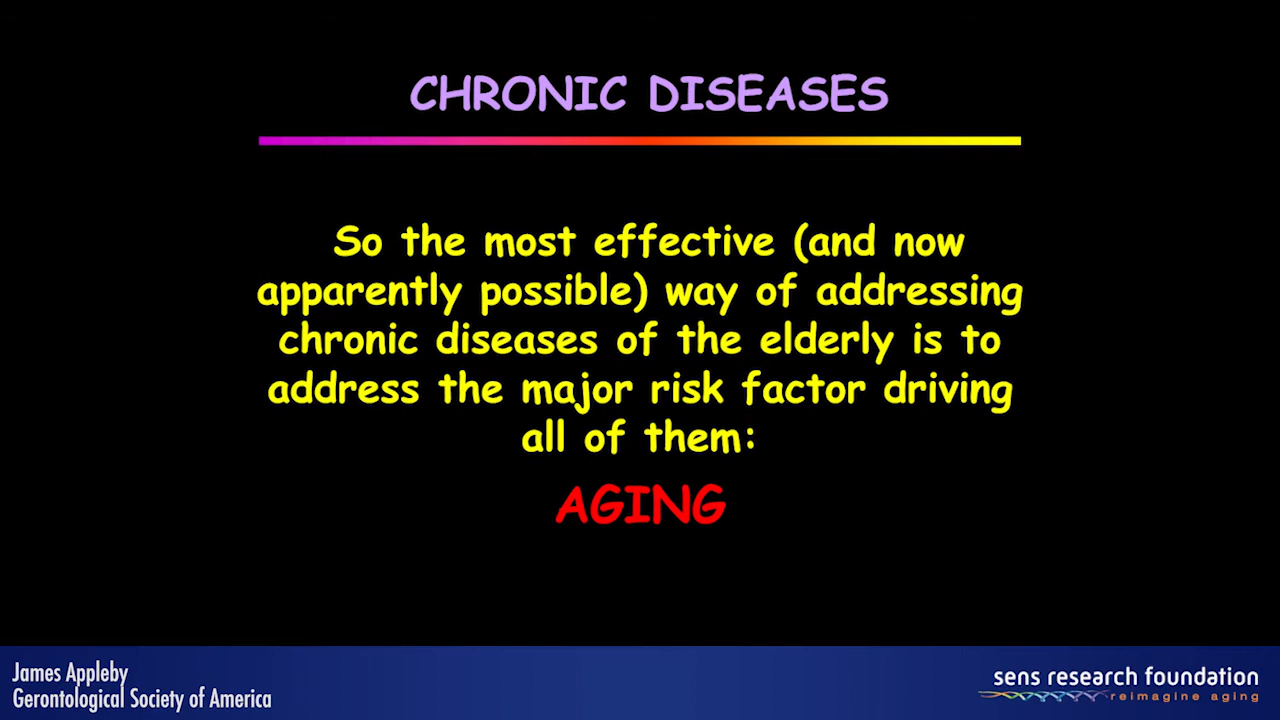 CHRONIC DISEASES
So the most effective (and now
apparently possible) way of addressing
chronic diseases of the elderly is to
address the major risk factor driving
all of them:
AGING
James Appleby
Gerontological Society of America
sens research foundation
reimagine aging